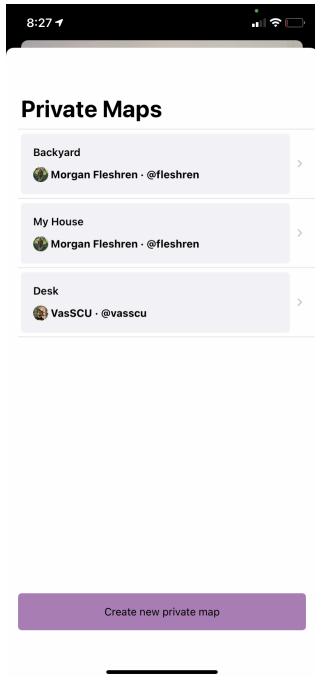 8:27
Private Maps
Backyard
Morgan Fleshren · @fleshren
My House
Morgan Fleshren · @fleshren
Desk
VasSCU · @vasscu
Create new private map